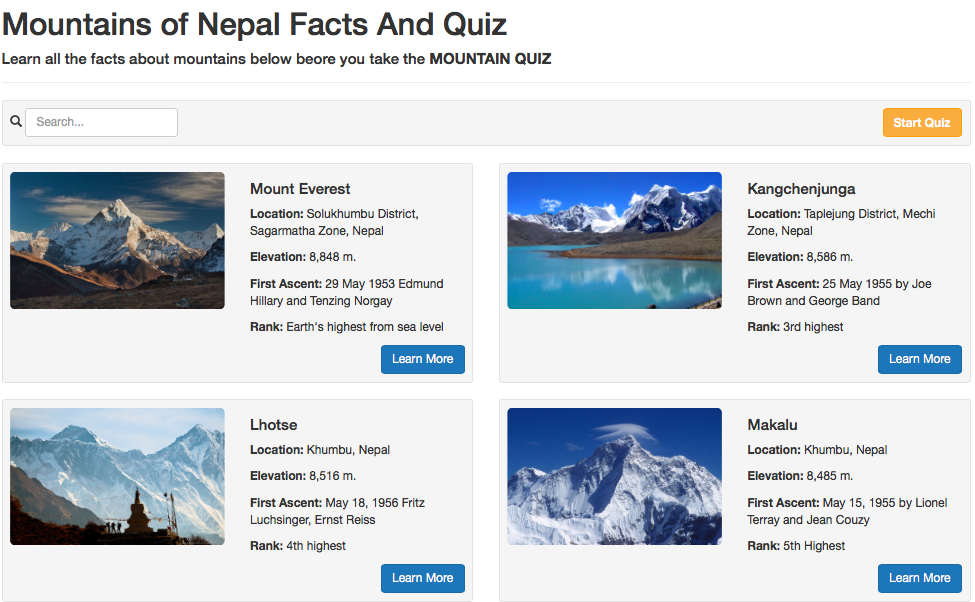 Mountains of Nepal Facts And Quiz
Learn all the facts about mountains below beore you take the MOUNTAIN QUIZ
Search...
Start Quiz
Mount Everest
Location: Solukhumbu District,
Sagarmatha Zone, Nepal
Elevation: 8,848 m.
First Ascent: 29 May 1953 Edmund
Hillary and Tenzing Norgay
Rank: Earth's highest from sea level
Learn More
Kangchenjunga
Location: Taplejung District, Mechi
Zone, Nepal
Elevation: 8,586 m.
First Ascent: 25 May 1955 by Joe
Brown and George Band
Rank: 3rd highest
Learn More
Lhotse
Location: Khumbu, Nepal
Elevation: 8,516 m.
First Ascent: May 18, 1956 Fritz
Luchsinger, Ernst Reiss
Rank: 4th highest
Learn More
Makalu
Location: Khumbu, Nepal
Elevation: 8,485 m.
First Ascent: May 15, 1955 by Lionel
Terray and Jean Couzy
Rank: 5th Highest
Learn More